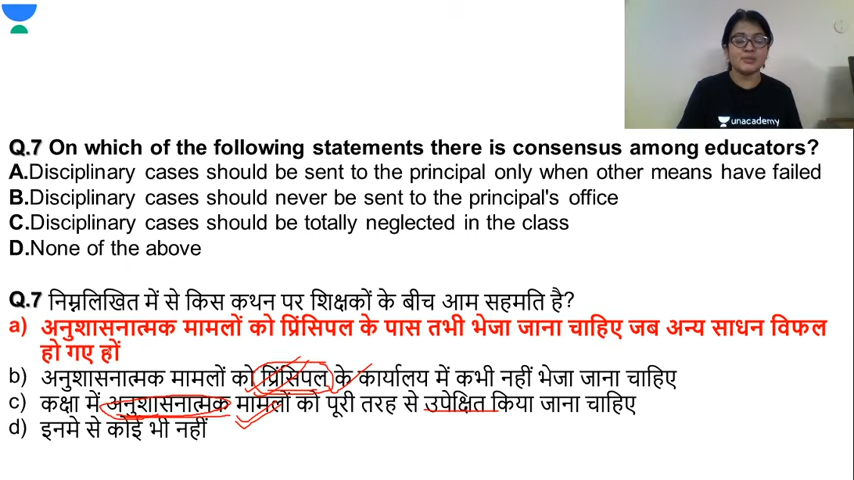 unacademy
Q.7 On which of the following statements there is consensus among educators?
A.Disciplinary cases should be sent to the principal only when other means have failed
B.Disciplinary cases should never be sent to the principal's office
C.Disciplinary cases should be totally neglected in the class
D.None of the above
Q.7 निम्नलिखित में से किस कथन पर शिक्षकों के बीच आम सहमति है?
a) अनुशासनात्मक मामलों को प्रिंसिपल के पास तभी भेजा जाना चाहिए जब अन्य साधन विफल
हो गए हों
b) अनुशासनात्मक मामलों को प्रिंसिपल के कार्यालय में कभी नहीं भेजा जाना चाहिए
c) कक्षा में अनुशासनात्मक मामलों को पूरी तरह से उपेक्षित किया जाना चाहिए
d) इनमे से कोई भी नहीं